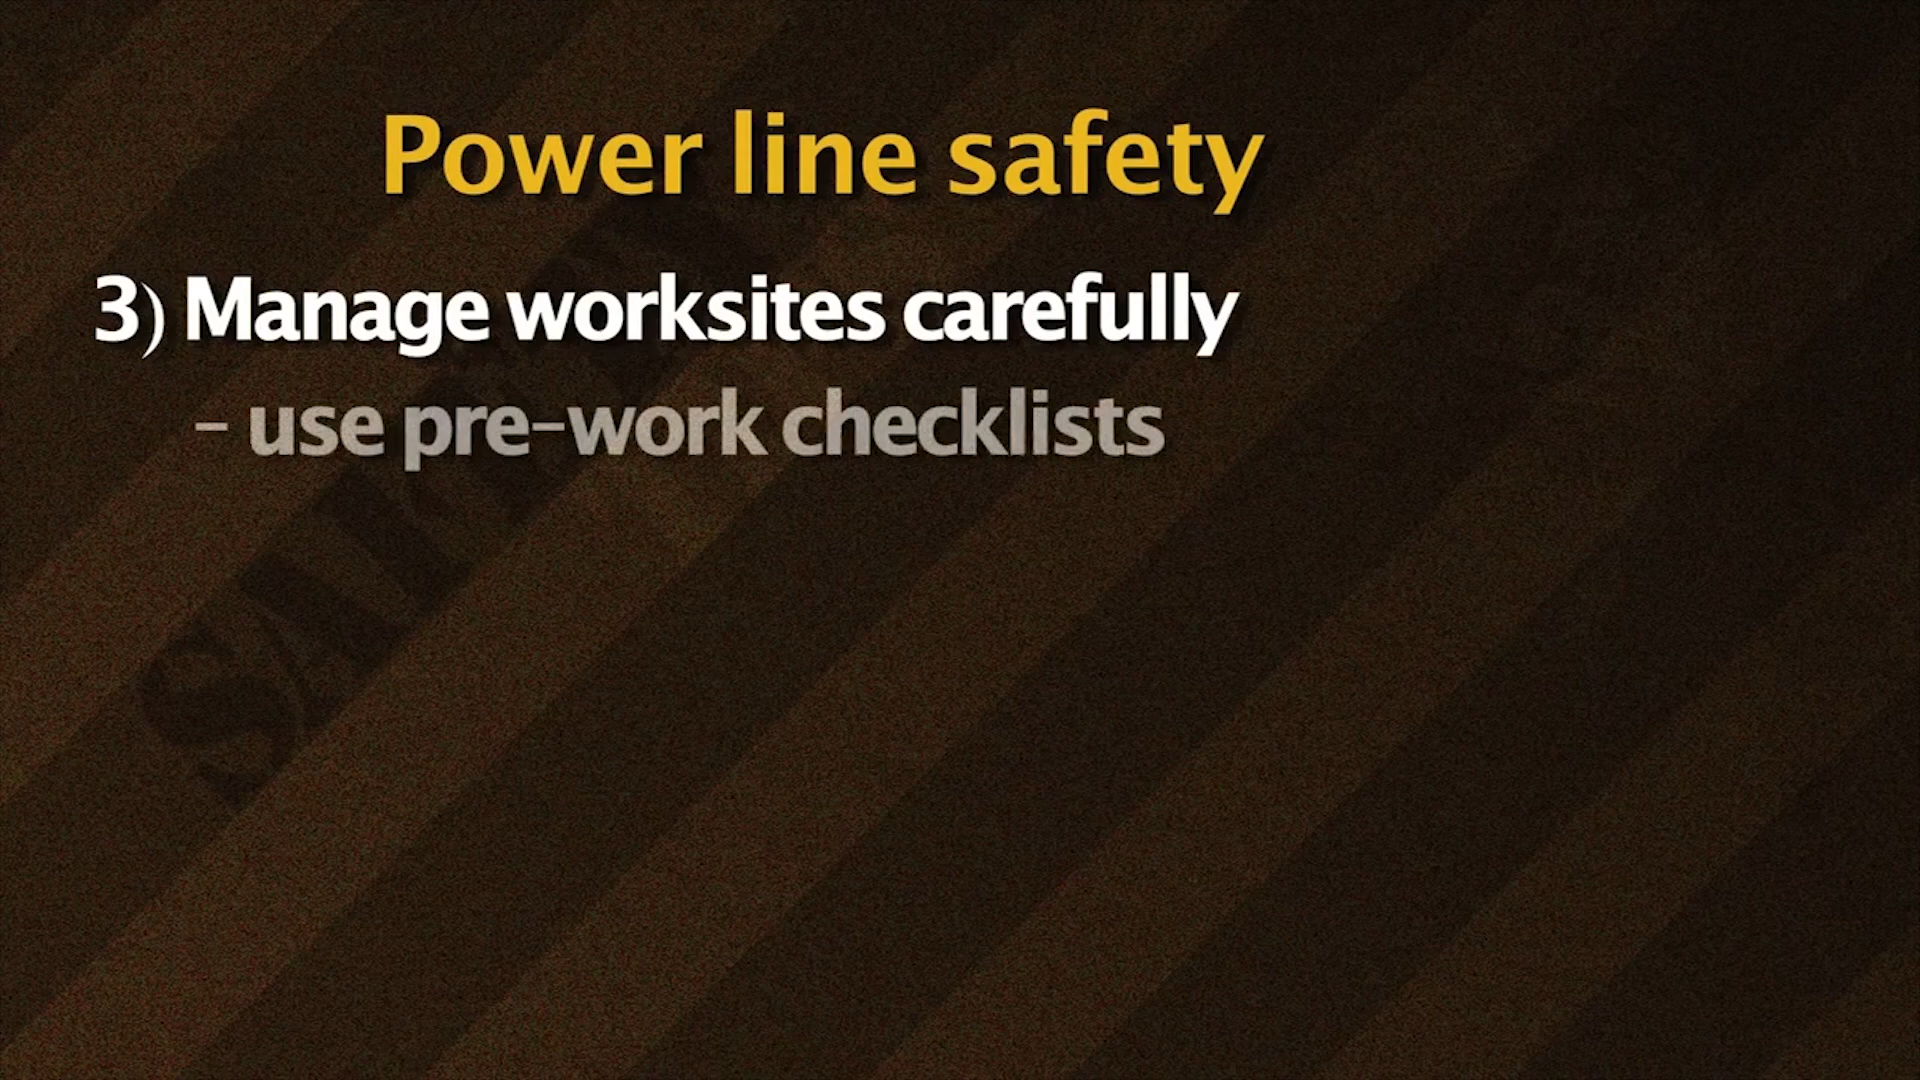 Power line safety
3) Manage worksites carefully
- use pre-work checklists